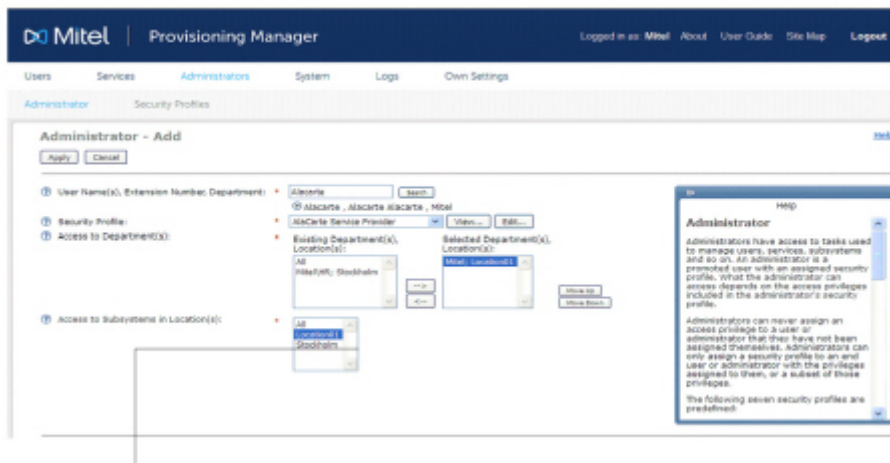 Mitel | Provisioning Manager
Logged in as: Mitel About User Guide Site Map Logout
Users Services Administrators System Logs Own Settings
Administrator Security Profiles
Administrator - Add
Help
Apply Cancel
User Name(s), Extension Number, Department: * Alacarte Search
Alacarte , Alacarte Alacarte , Mitel
Security Profile: * AlaCarte Service Provider View... Edit...
Access to Department(s): * Existing Department(s), Location(s):
All
Mitel\HR; Stockholm
Selected Department(s), Location(s):
Mitel; Location01
--> 
<--
Move Up
Move Down
Access to Subsystems in Location(s): * All
Location01
Stockholm
Help
Administrator
Administrators have access to tasks used
to manage users, services, subsystems
and so on. An administrator is a
promoted user with an assigned security
profile. What the administrator can
access depends on the access privileges
included in the administrator's security
profile.
Administrators can never assign an
access privilege to a user or
administrator that they have not been
assigned themselves. Administrators can
only assign a security profile to an end
user or administrator with the privileges
assigned to them, or a subset of those
privileges.
The following seven security profiles are
predefined: